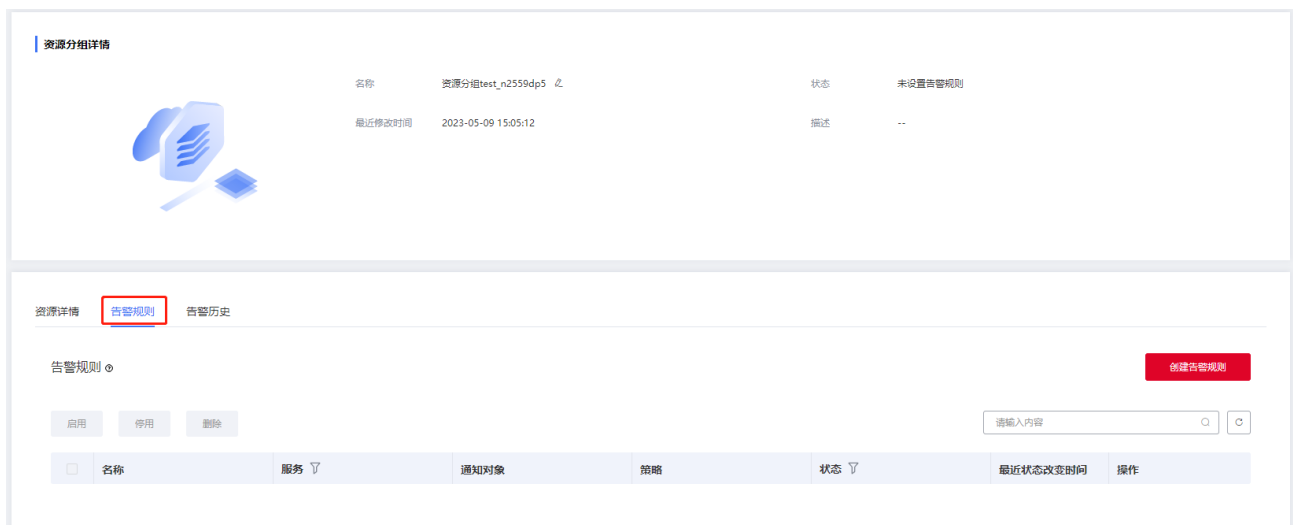 资源分组详情
名称 资源分组test_n2559dp5 状态 未设置告警规则
最近修改时间 2023-05-09 15:05:12 描述 --
资源详情 告警规则 告警历史
告警规则 创建告警规则
启用 停用 删除 请输入内容
名称 服务 通知对象 策略 状态 最近状态改变时间 操作